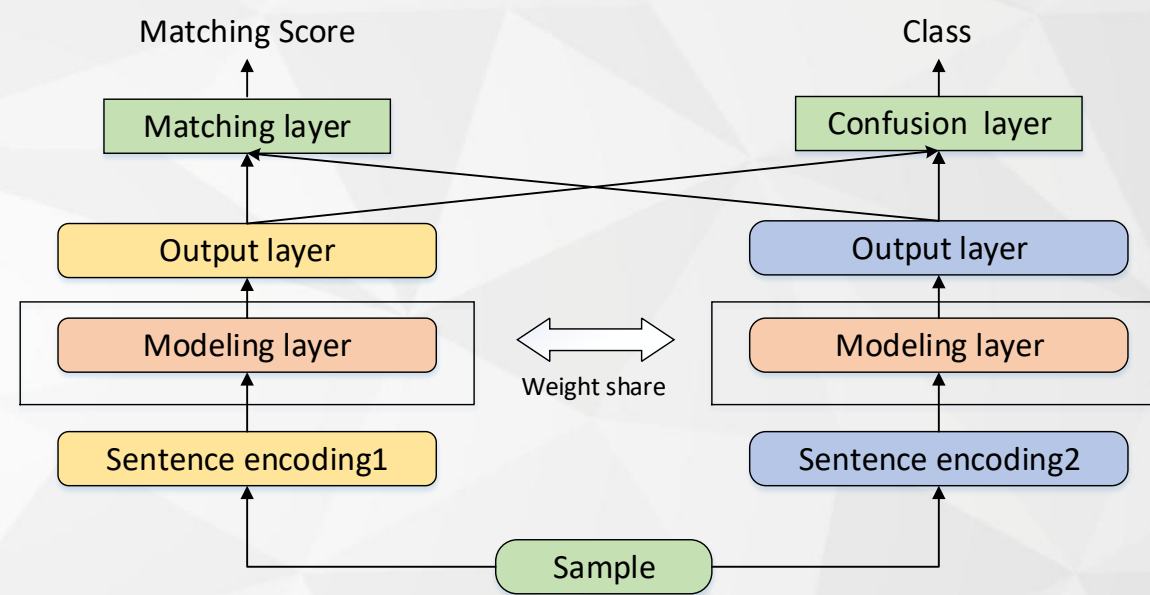 Matching Score
Class
Matching layer
Confusion layer
Output layer
Output layer
Modeling layer
Modeling layer
Weight share
Sentence encoding1
Sentence encoding2
Sample